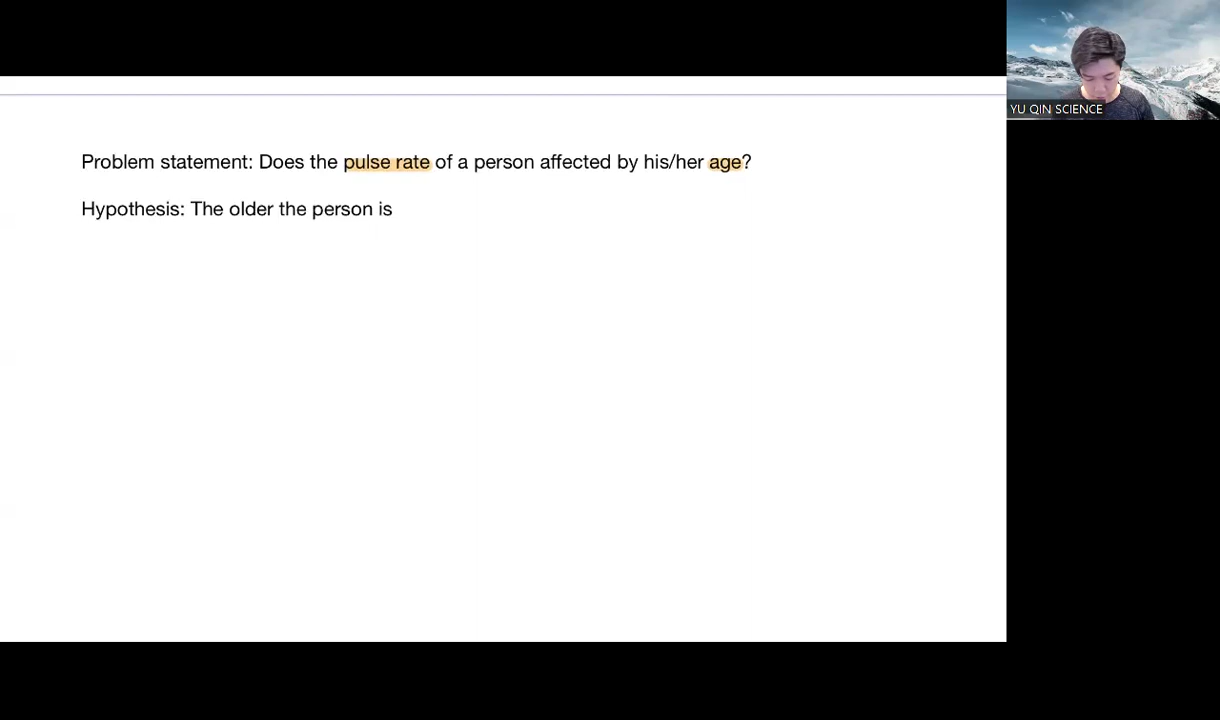 YU QIN SCIENCE
Problem statement: Does the pulse rate of a person affected by his/her age?
Hypothesis: The older the person is